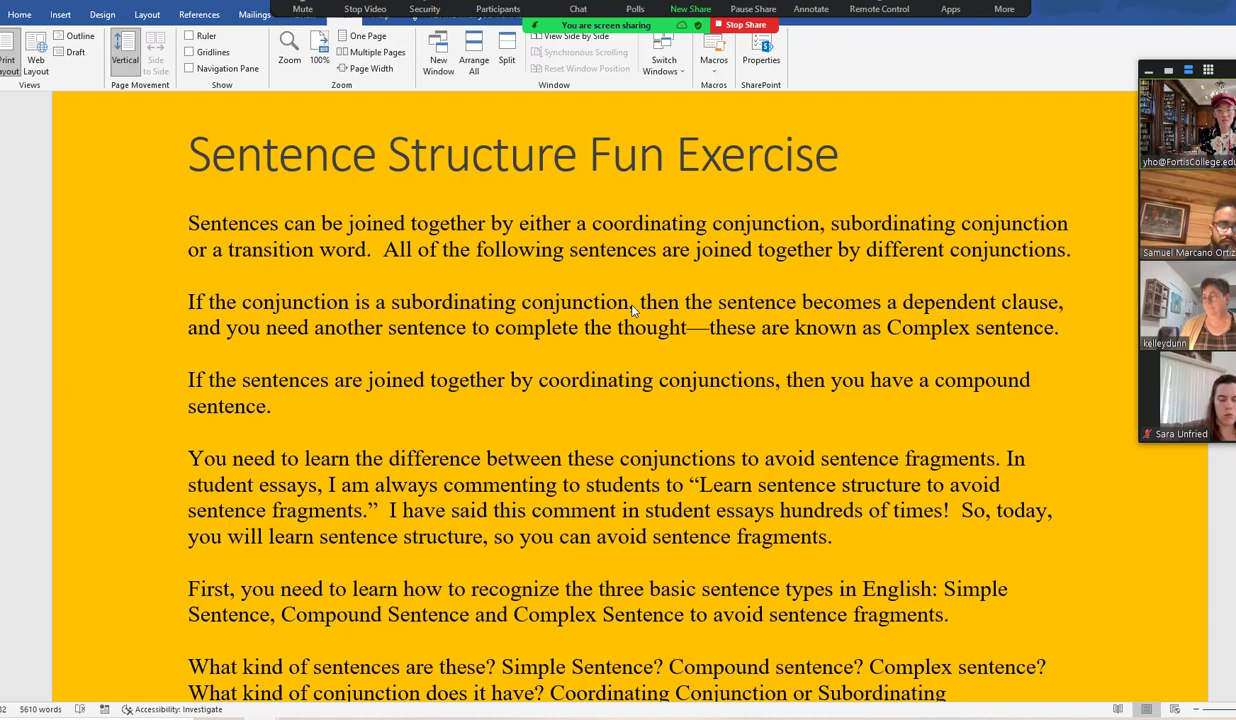 Mute Stop Video Security Participants Chat Polls New Share Pause Share Annotate Remote Control Apps More
Home Insert Design Layout References Mailings
You are screen sharing Stop Share
Print Layout
Web Layout
Outline
Draft
Views
Vertical
Side to Side
Page Movement
Ruler
Gridlines
Navigation Pane
Show
Zoom
100%
One Page
Multiple Pages
Page Width
Zoom
New Window
Arrange All
Split
View Side by Side
Synchronous Scrolling
Reset Window Position
Switch Windows
Window
Macros
Macros
Properties
SharePoint
Sentence Structure Fun Exercise
Sentences can be joined together by either a coordinating conjunction, subordinating conjunction
or a transition word.  All of the following sentences are joined together by different conjunctions.
If the conjunction is a subordinating conjunction, then the sentence becomes a dependent clause,
and you need another sentence to complete the thought—these are known as Complex sentence.
If the sentences are joined together by coordinating conjunctions, then you have a compound
sentence.
You need to learn the difference between these conjunctions to avoid sentence fragments. In
student essays, I am always commenting to students to “Learn sentence structure to avoid
sentence fragments.”  I have said this comment in student essays hundreds of times!  So, today,
you will learn sentence structure, so you can avoid sentence fragments.
First, you need to learn how to recognize the three basic sentence types in English: Simple
Sentence, Compound Sentence and Complex Sentence to avoid sentence fragments.
What kind of sentences are these? Simple Sentence? Compound sentence? Complex sentence?
What kind of conjunction does it have? Coordinating Conjunction or Subordinating
yho@FortisCollege.edu
Samuel Marcano Ortiz
kelleydunn
Sara Unfried
32 5610 words Accessibility: Investigate